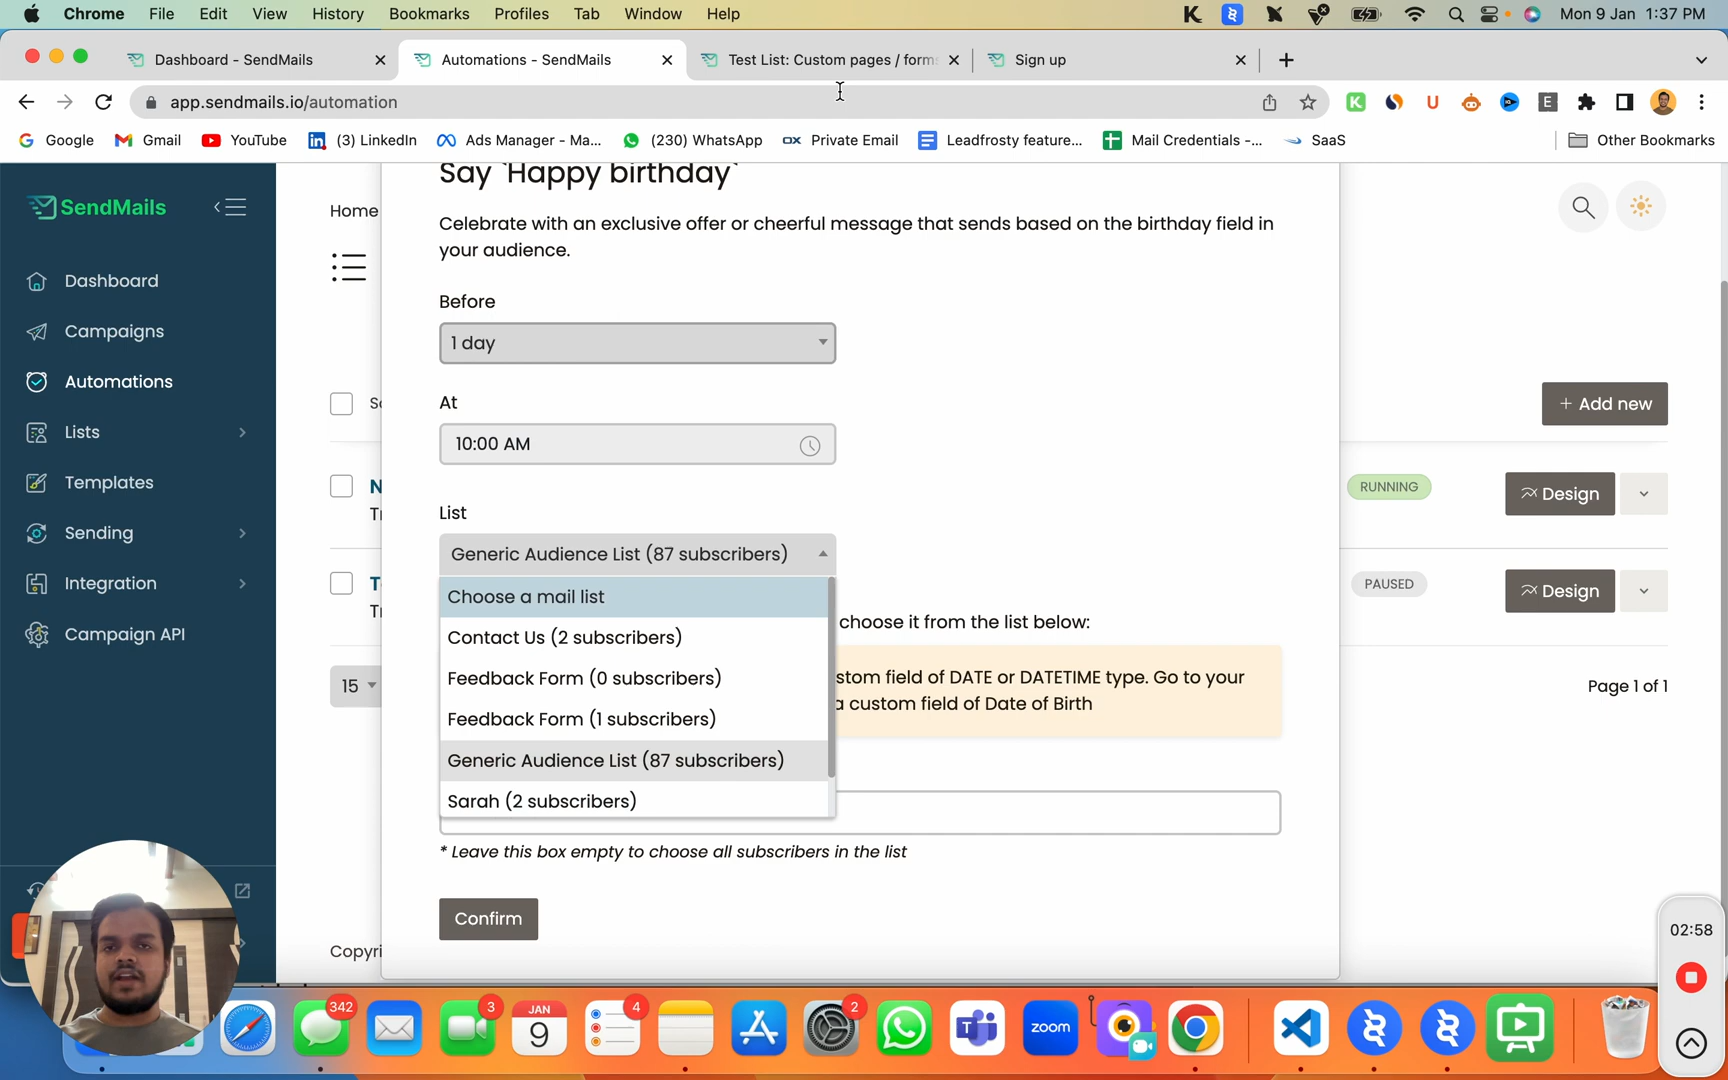 Chrome File Edit View History Bookmarks Profiles Tab Window Help Mon 9 Jan 1:37 PM
Dashboard - SendMails Automations - SendMails Test List: Custom pages / forms Sign up
app.sendmails.io/automation
Google Gmail YouTube (3) LinkedIn Ads Manager - Ma... (230) WhatsApp Private Email Leadfrosty feature... Mail Credentials -... SaaS Other Bookmarks
SendMails
Dashboard
Campaigns
Automations
Lists
Templates
Sending
Integration
Campaign API
Home
Say `Happy birthday`
Celebrate with an exclusive offer or cheerful message that sends based on the birthday field in
your audience.
Before
1 day
At
10:00 AM
List
Generic Audience List (87 subscribers)
Choose a mail list
Contact Us (2 subscribers)
Feedback Form (0 subscribers)
Feedback Form (1 subscribers)
Generic Audience List (87 subscribers)
Sarah (2 subscribers)
choose it from the list below:
stom field of DATE or DATETIME type. Go to your
a custom field of Date of Birth
* Leave this box empty to choose all subscribers in the list
Confirm
+ Add new
RUNNING Design
PAUSED Design
15
Page 1 of 1
Copyri
02:58
342
3
JAN
9
4
2
zoom